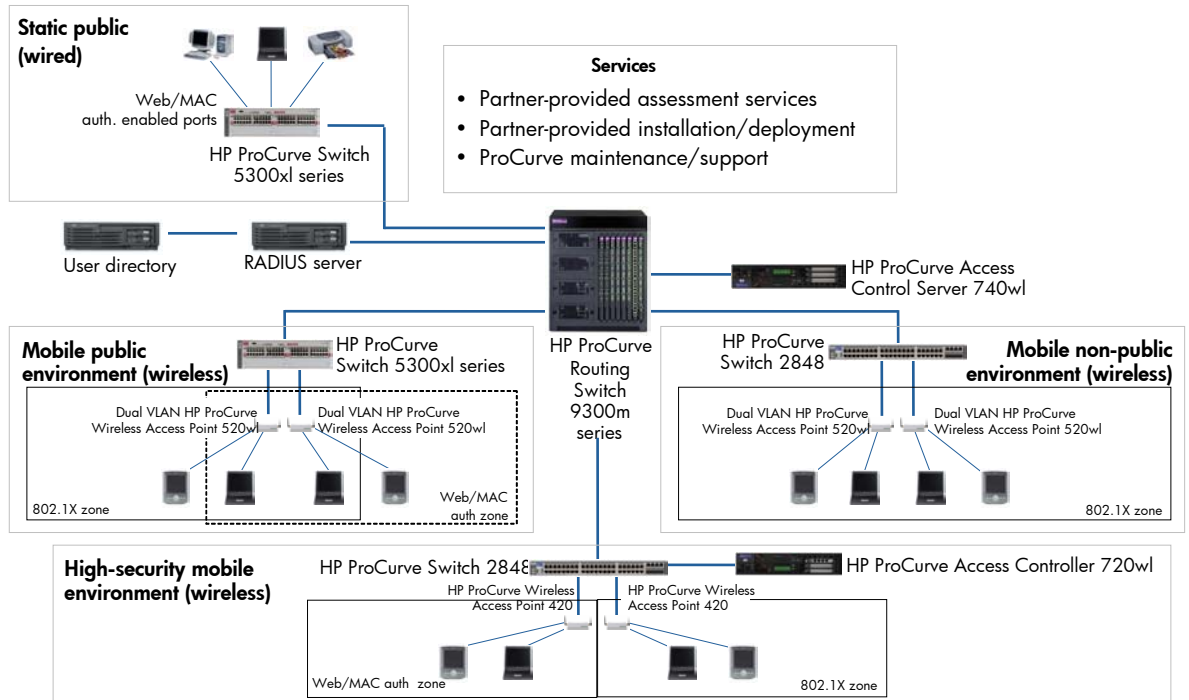 Static public
(wired)
Web/MAC
auth. enabled ports
HP ProCurve Switch
5300xl series
Services
• Partner-provided assessment services
• Partner-provided installation/deployment
• ProCurve maintenance/support
User directory
RADIUS server
HP ProCurve Access
Control Server 740wl
HP ProCurve
Routing
Switch
9300m
series
Mobile public
environment (wireless)
HP ProCurve
Switch 5300xl series
Dual VLAN HP ProCurve
Wireless Access Point 520wl
Dual VLAN HP ProCurve
Wireless Access Point 520wl
802.1X zone
Web/MAC
auth zone
HP ProCurve
Switch 2848
Mobile non-public
environment (wireless)
Dual VLAN HP ProCurve
Wireless Access Point 520wl
Dual VLAN HP ProCurve
Wireless Access Point 520wl
802.1X zone
High-security mobile
environment (wireless)
HP ProCurve Switch 2848
HP ProCurve Access Controller 720wl
HP ProCurve Wireless
Access Point 420
HP ProCurve Wireless
Access Point 420
Web/MAC auth zone
802.1X zone